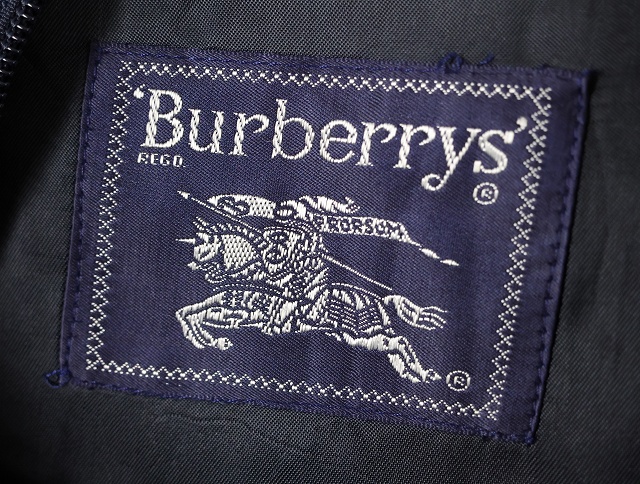 'Burberrys'
REGD. ®
PRORSUM
®